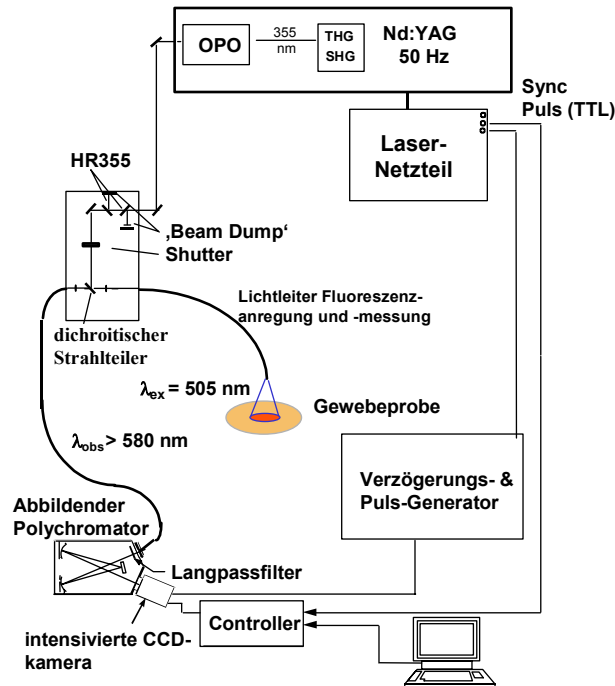 OPO
355
nm
THG
SHG
Nd:YAG
50 Hz
Sync
Puls (TTL)
Laser-
Netzteil
HR355
‚Beam Dump‘
Shutter
Lichtleiter Fluoreszenz-
anregung und -messung
dichroitischer
Strahlteiler
λex = 505 nm
Gewebeprobe
λobs > 580 nm
Verzögerungs- &
Puls-Generator
Abbildender
Polychromator
Langpassfilter
Controller
intensivierte CCD-
kamera